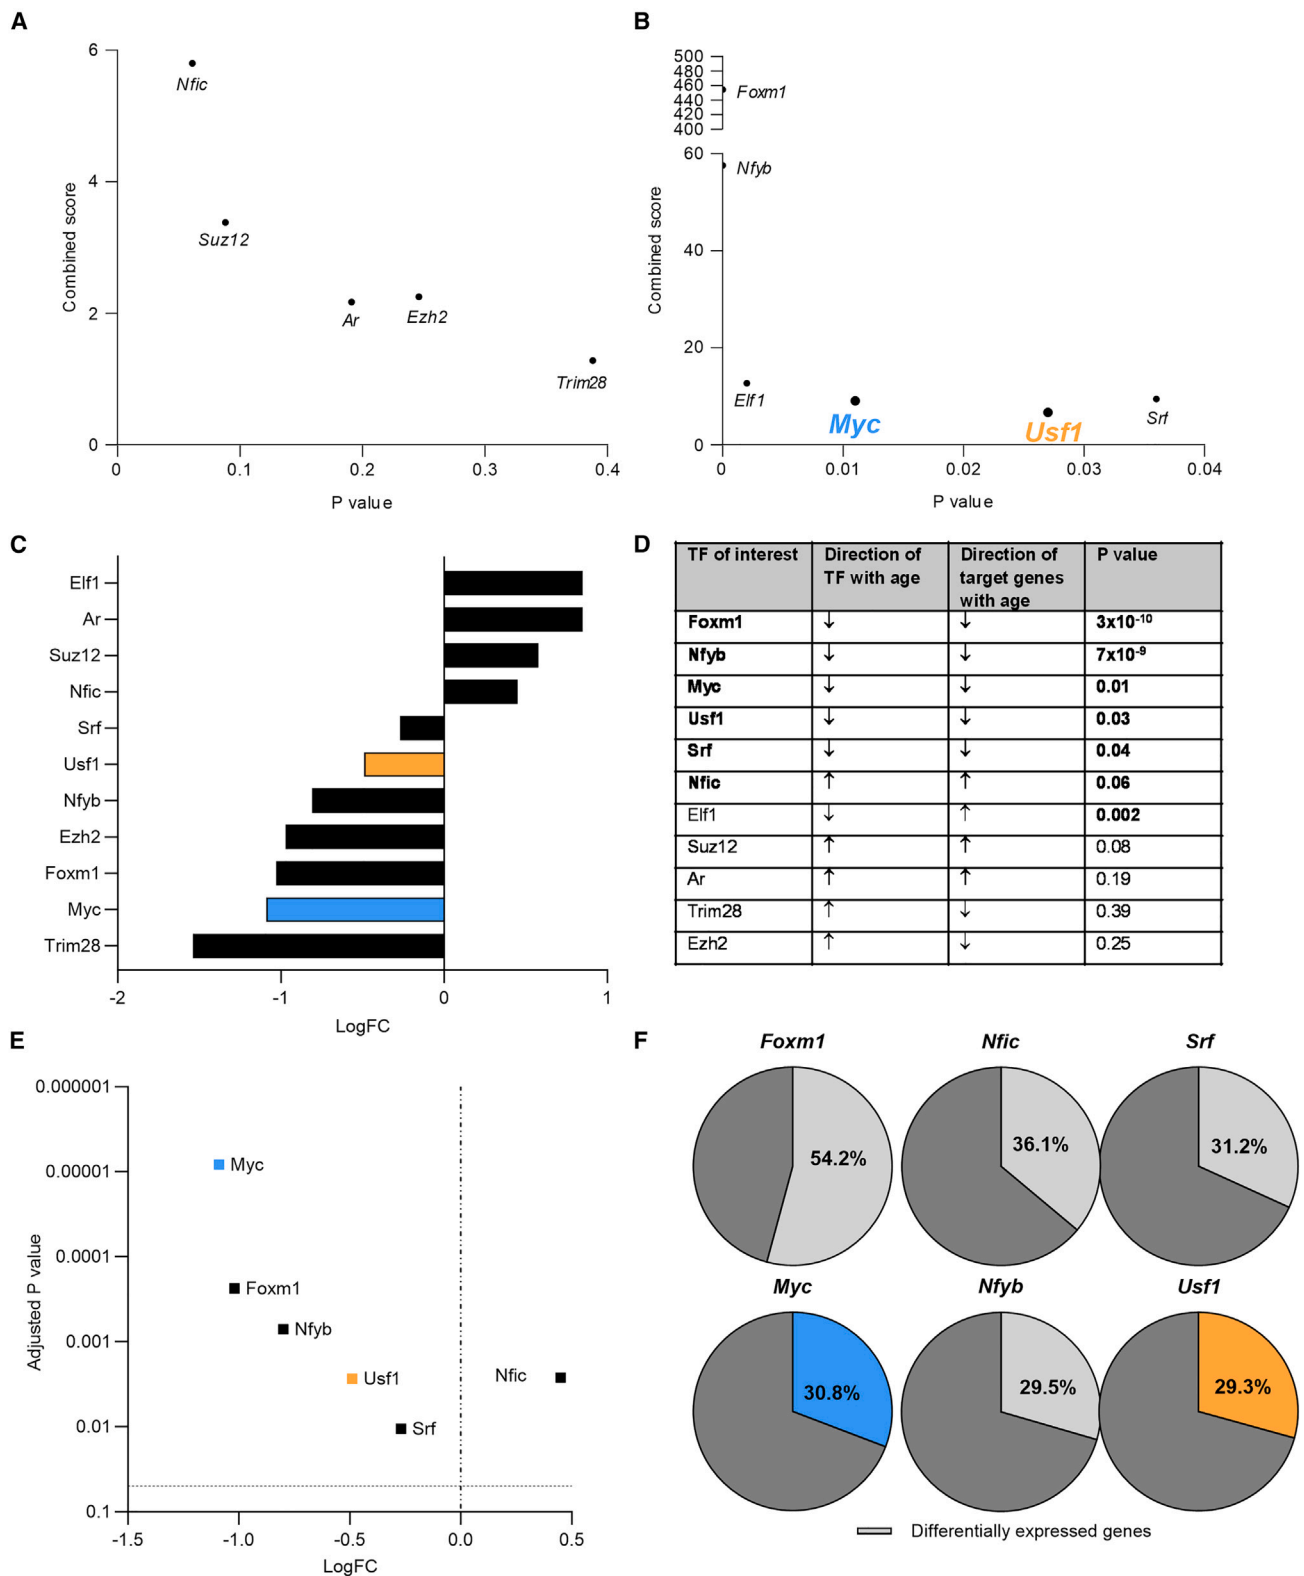 A
6
4
2
0
Combined score
Nfic
Suz12
Ar
Ezh2
Trim28
0
0.1
0.2
0.3
0.4
P value
B
500
480
460
440
420
400
60
40
20
0
Combined score
Foxm1
Nfyb
Elf1
Myc
Usf1
Srf
0
0.01
0.02
0.03
0.04
P value
C
Elf1
Ar
Suz12
Nfic
Srf
Usf1
Nfyb
Ezh2
Foxm1
Myc
Trim28
-2
-1
0
1
LogFC
D
TF of interest
Direction of
TF with age
Direction of
target genes
with age
P value
Foxm1 ↓ ↓ 3x10⁻¹⁰
Nfyb ↓ ↓ 7x10⁻⁹
Myc ↓ ↓ 0.01
Usf1 ↓ ↓ 0.03
Srf ↓ ↓ 0.04
Nfic ↑ ↑ 0.06
Elf1 ↓ ↑ 0.002
Suz12 ↑ ↑ 0.08
Ar ↑ ↑ 0.19
Trim28 ↑ ↓ 0.39
Ezh2 ↑ ↓ 0.25
E
0.000001
0.00001
0.0001
0.001
0.01
0.1
Adjusted P value
Myc
Foxm1
Nfyb
Usf1
Nfic
Srf
-1.5
-1.0
-0.5
0.0
0.5
LogFC
F
Foxm1
Nfic
Srf
54.2%
36.1%
31.2%
Myc
Nfyb
Usf1
30.8%
29.5%
29.3%
Differentially expressed genes